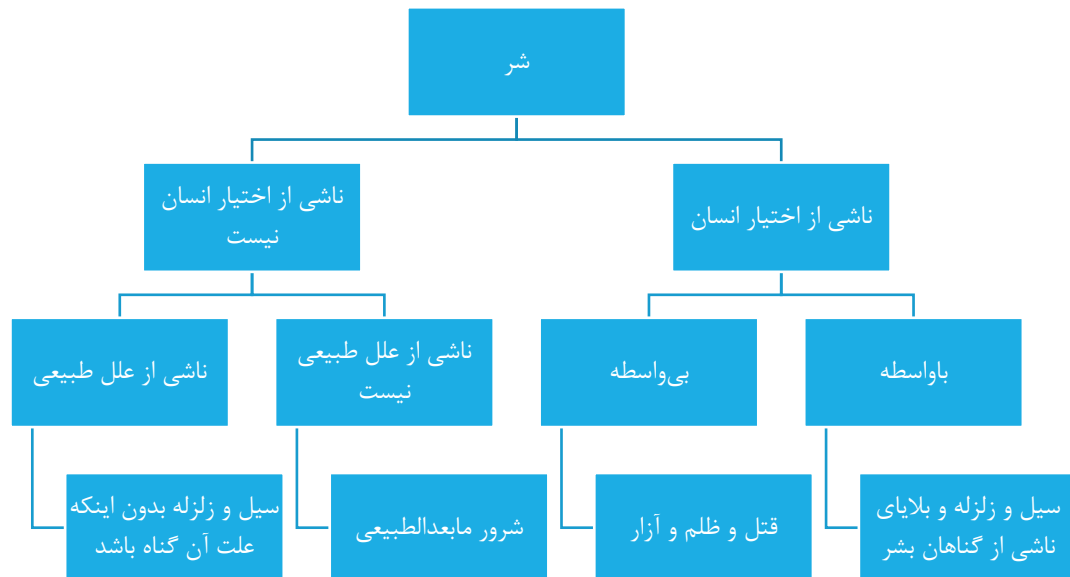 شر
ناشی از اختیار انسان
ناشی از اختیار انسان
نیست
باواسطه
بی‌واسطه
ناشی از علل طبیعی
نیست
ناشی از علل طبیعی
سیل و زلزله و بلایای
ناشی از گناهان بشر
قتل و ظلم و آزار
شرور مابعدالطبیعی
سیل و زلزله بدون اینکه
علت آن گناه باشد